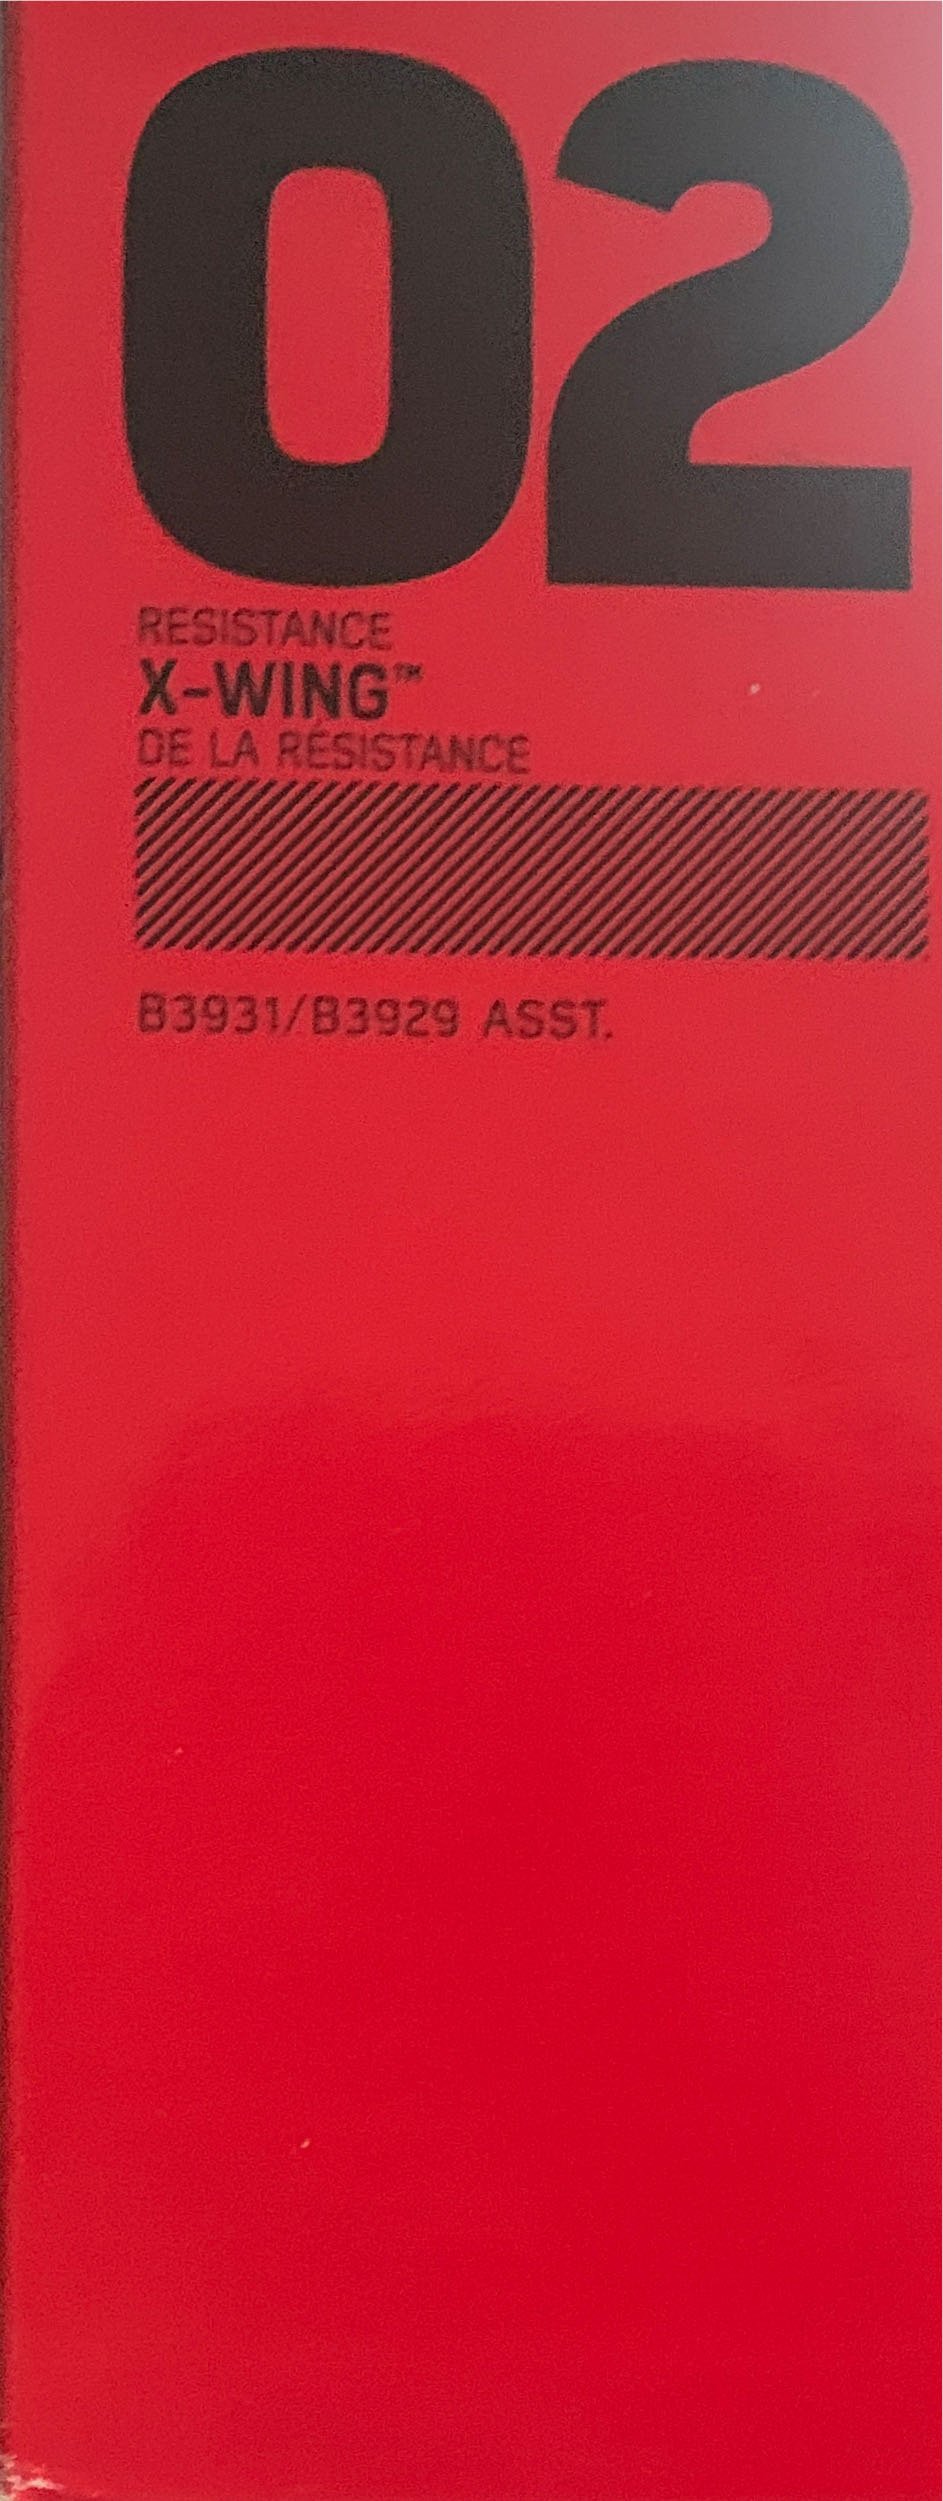 02
RESISTANCE
X-WING™
DE LA RÉSISTANCE
B3931/B3929 ASST.